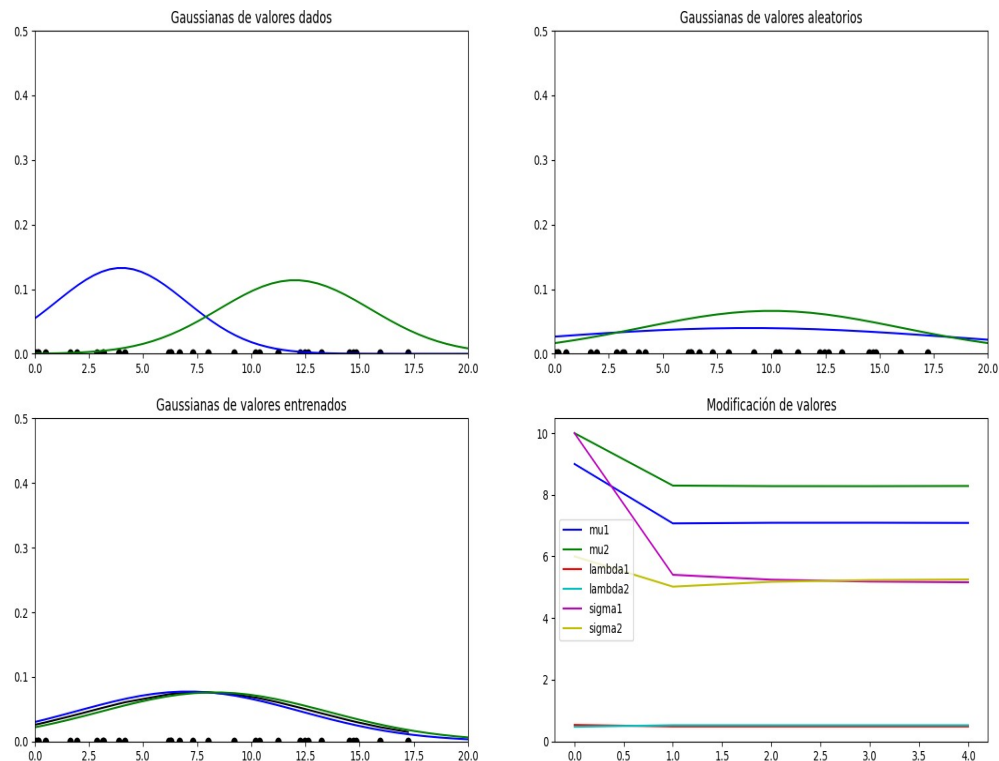 Gaussianas de valores dados
0.5
0.4
0.3
0.2
0.1
0.0
0.0 2.5 5.0 7.5 10.0 12.5 15.0 17.5 20.0
Gaussianas de valores aleatorios
0.5
0.4
0.3
0.2
0.1
0.0
0.0 2.5 5.0 7.5 10.0 12.5 15.0 17.5 20.0
Gaussianas de valores entrenados
0.5
0.4
0.3
0.2
0.1
0.0
0.0 2.5 5.0 7.5 10.0 12.5 15.0 17.5 20.0
Modificación de valores
10
8
6
4
2
0
mu1
mu2
lambda1
lambda2
sigma1
sigma2
0.0 0.5 1.0 1.5 2.0 2.5 3.0 3.5 4.0